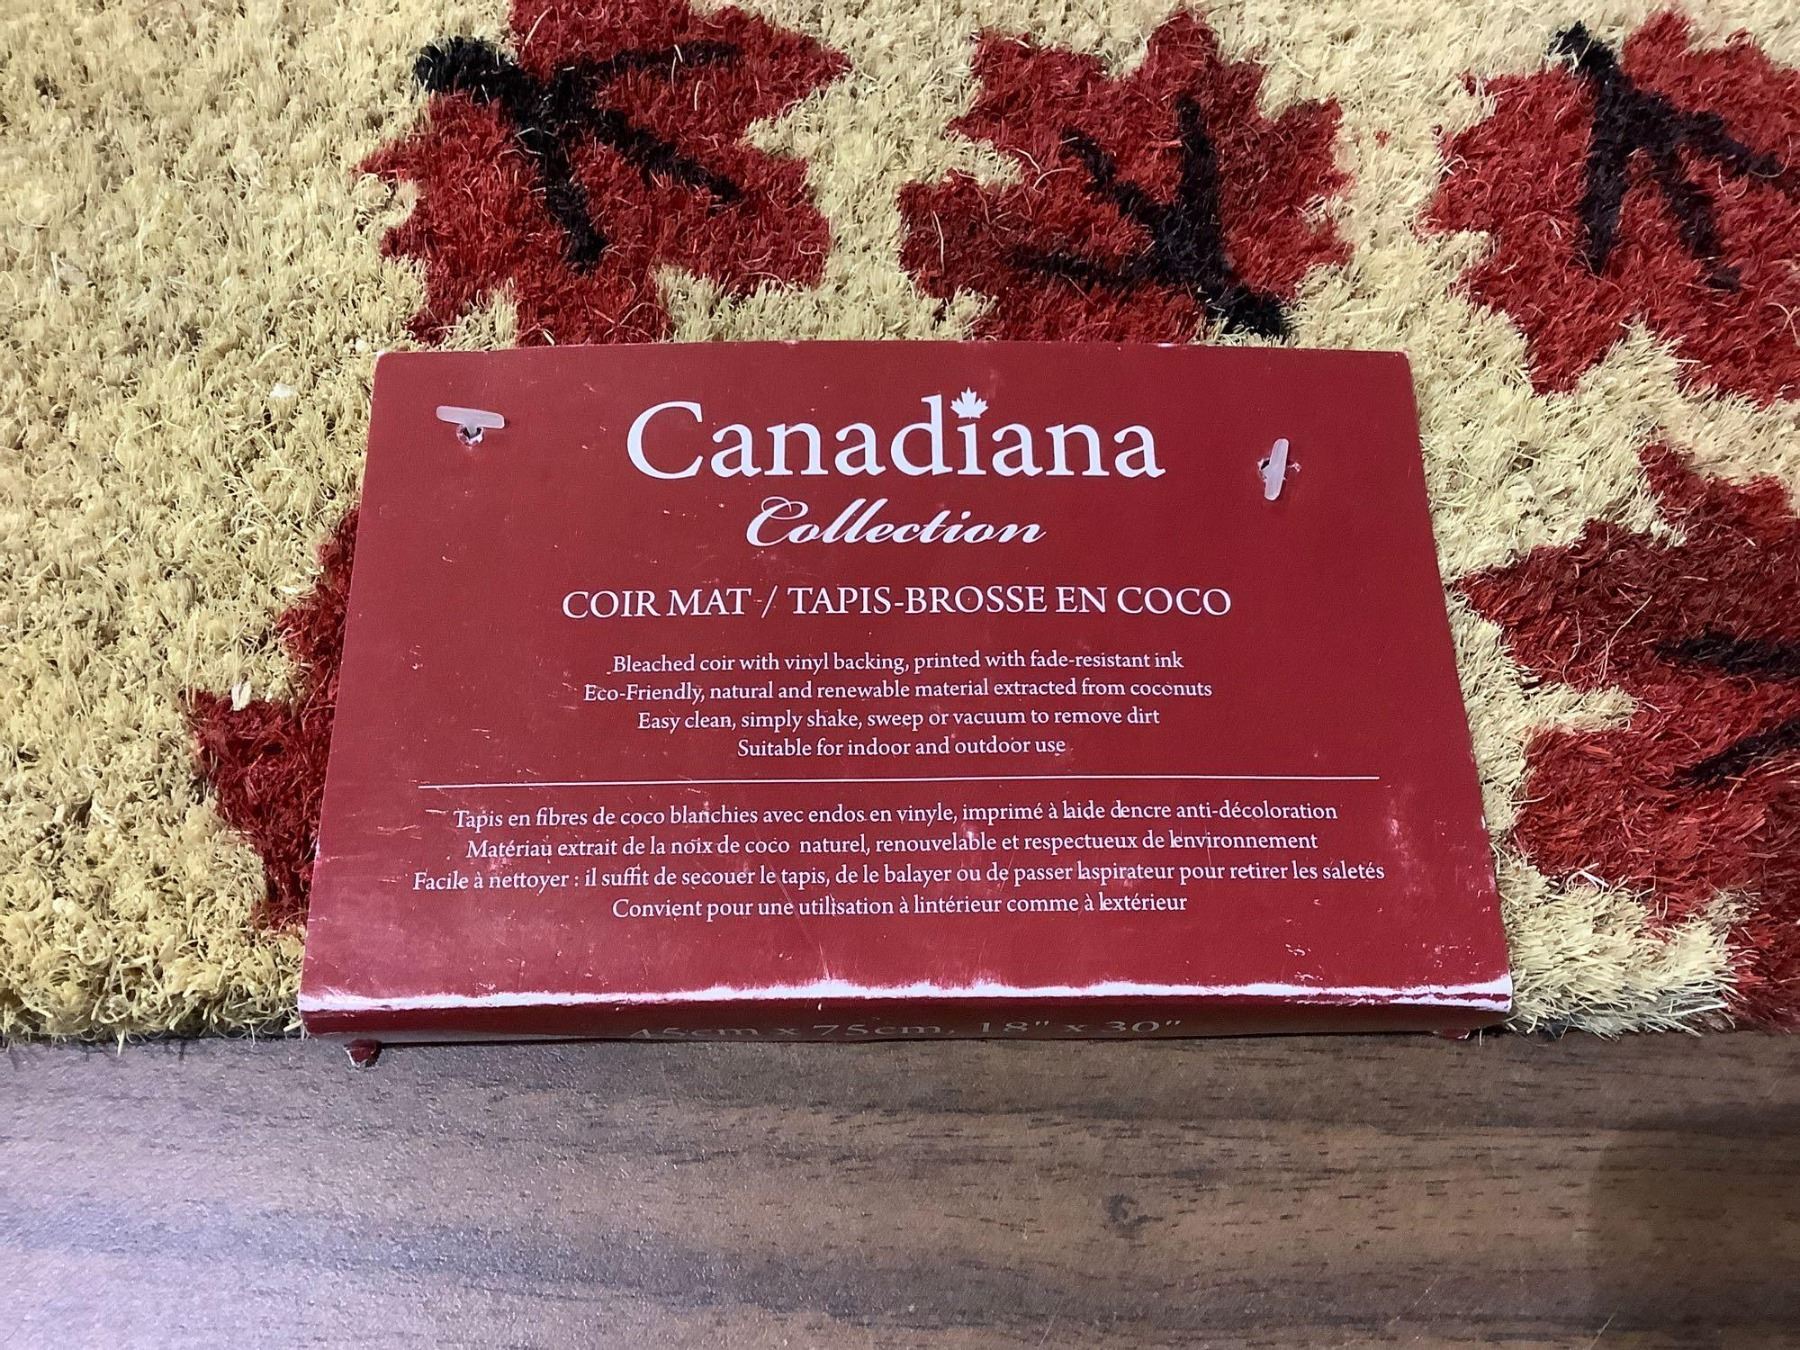 Canadiana
Collection
COIR MAT / TAPIS-BROSSE EN COCO
Bleached coir with vinyl backing, printed with fade-resistant ink
Eco-Friendly, natural and renewable material extracted from coconuts
Easy clean, simply shake, sweep or vacuum to remove dirt
Suitable for indoor and outdoor use
Tapis en fibres de coco blanchies avec endos en vinyle, imprimé à laide dencre anti-décoloration
Matériau extrait de la noix de coco naturel, renouvelable et respectueux de lenvironnement
Facile à nettoyer : il suffit de secouer le tapis, de le balayer ou de passer laspirateur pour retirer les saletés
Convient pour une utilisation à lintérieur comme à lextérieur
45cm x 75cm, 18" x 30"